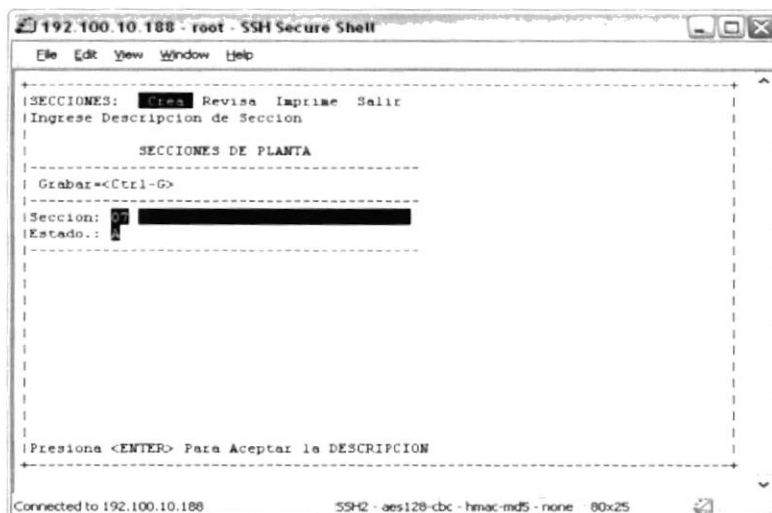 192.100.10.188 - root - SSH Secure Shell
File Edit View Window Help
SECCIONES: Crea Revisa Imprime Salir
Ingrese Descripcion de Seccion
SECCIONES DE PLANTA
Grabar=<Ctrl-G>
Seccion: 07
Estado.: A
Presiona <ENTER> Para Aceptar la DESCRIPCION
Connected to 192.100.10.188 SSH2 - aes128-cbc - hmac-md5 - none 80x25